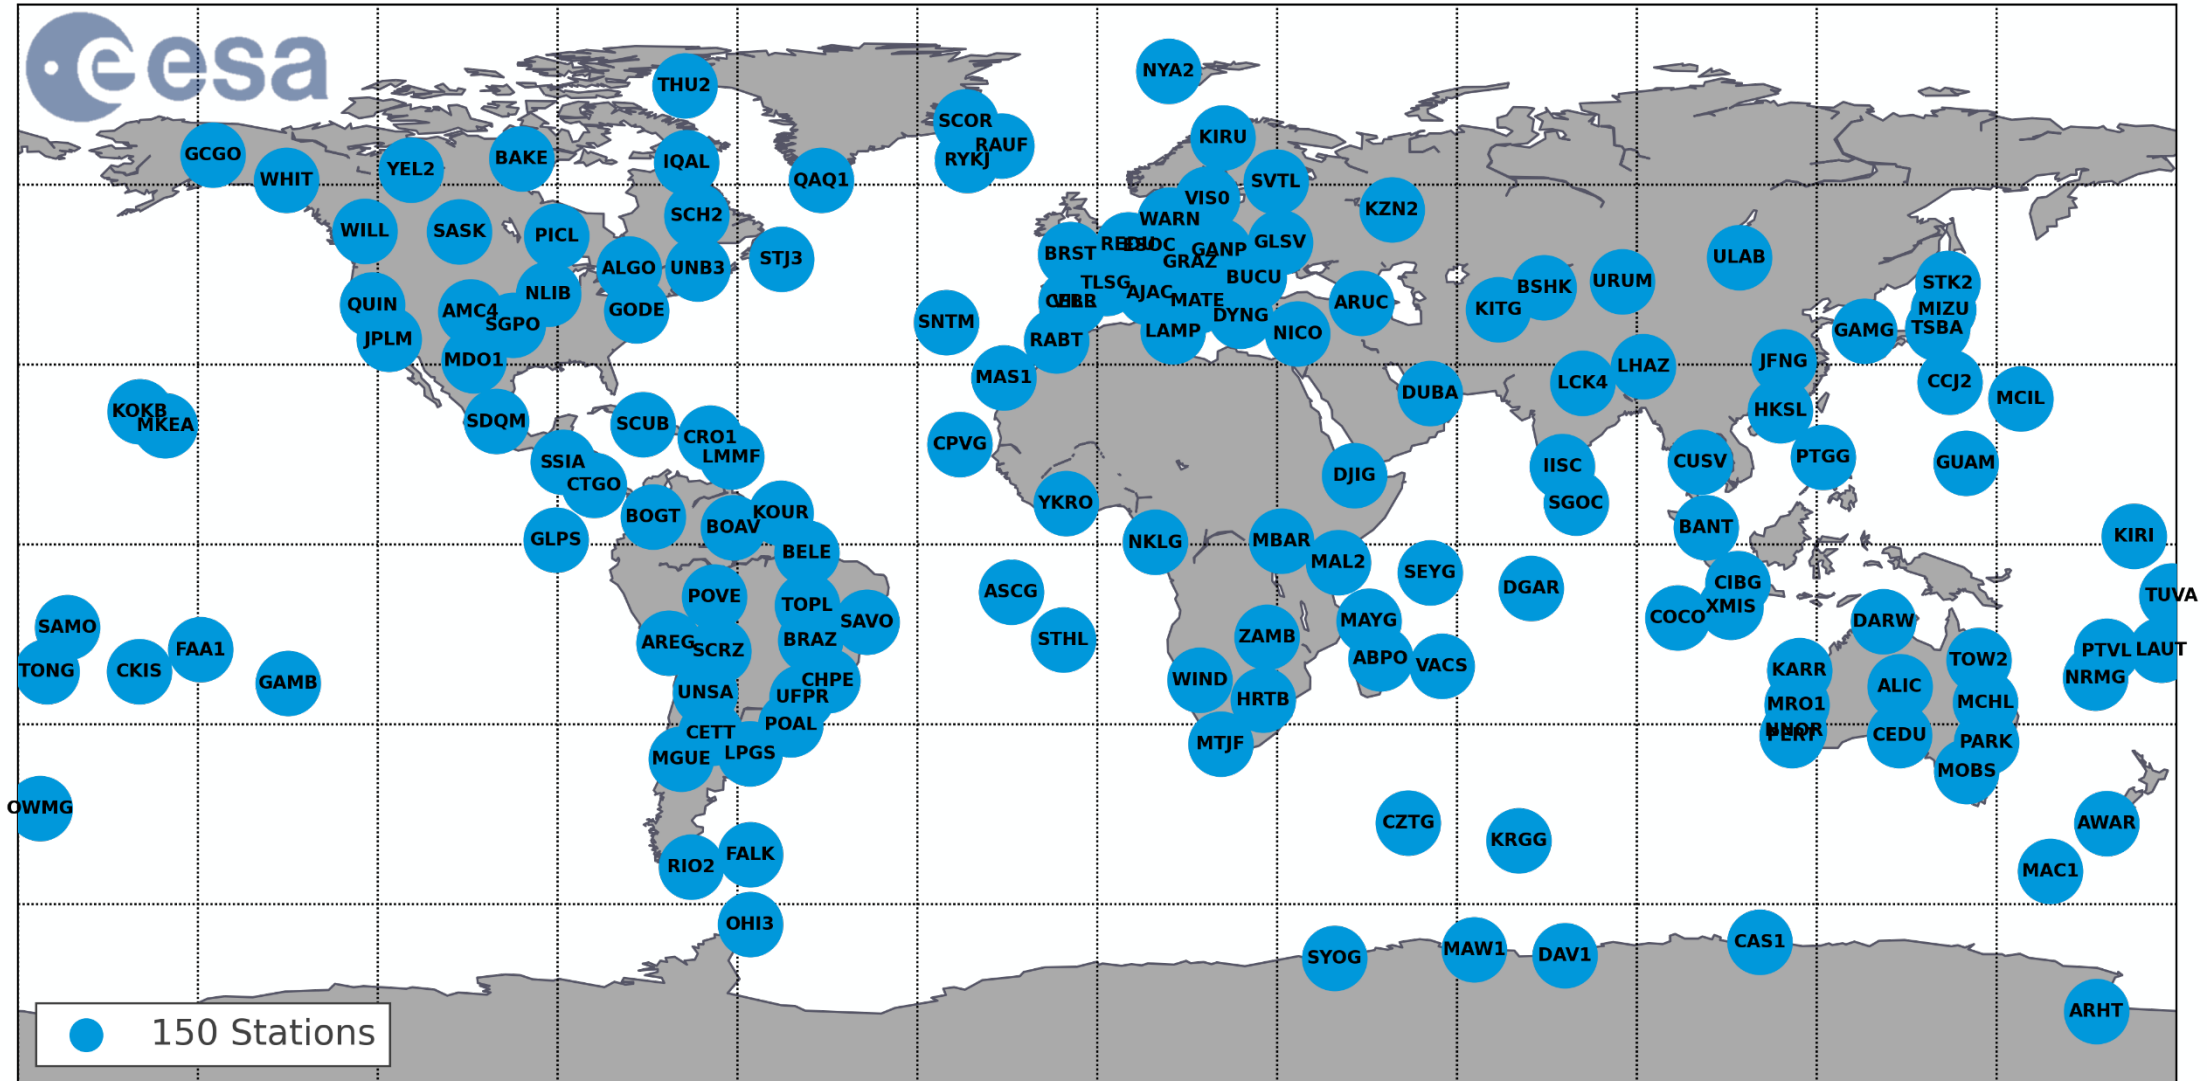 esa
THU2
NYA2
SCOR
RAUF
RYKJ
KIRU
GCGO
WHIT
YEL2
BAKE
IQAL
QAQ1
SVTL
VIS0
KZN2
WARN
WILL
SASK
PICL
SCH2
ALGO
UNB3
STJ3
BRST
REDU
ESOC
GANP
GLSV
GRAZ
BUCU
ULAB
QUIN
AMC4
NLIB
SGPO
GODE
JPLM
MDO1
SNTM
TLSG
CEBR
VILL
AJAC
MATE
DYNG
LAMP
NICO
ARUC
RABT
MAS1
KITG
BSHK
URUM
STK2
MIZU
TSBA
GAMG
LCK4
LHAZ
JFNG
CCJ2
MCIL
DUBA
HKSL
KOKB
MKEA
SDQM
SCUB
CRO1
LMMF
CPVG
SSIA
CTGO
DJIG
IISC
SGOC
CUSV
PTGG
GUAM
YKRO
BOGT
BOAV
KOUR
GLPS
BELE
NKLG
MBAR
MAL2
BANT
KIRI
SEYG
DGAR
CIBG
XMIS
COCO
TUVA
ASCG
STHL
POVE
TOPL
SAVO
AREG
SCRZ
BRAZ
SAMO
TONG
CKIS
FAA1
GAMB
ZAMB
MAYG
ABPO
VACS
DARW
TOW2
PTVL
LAUT
NRMG
KARR
ALIC
MCHL
MRO1
NNOR
PERT
CEDU
PARK
MOBS
WIND
HRTB
MTJF
UNSA
CHPE
UFPR
POAL
CETT
MGUE
LPGS
OWMG
RIO2
FALK
CZTG
KRGG
AWAR
MAC1
OHI3
SYOG
MAW1
DAV1
CAS1
ARHT
150 Stations